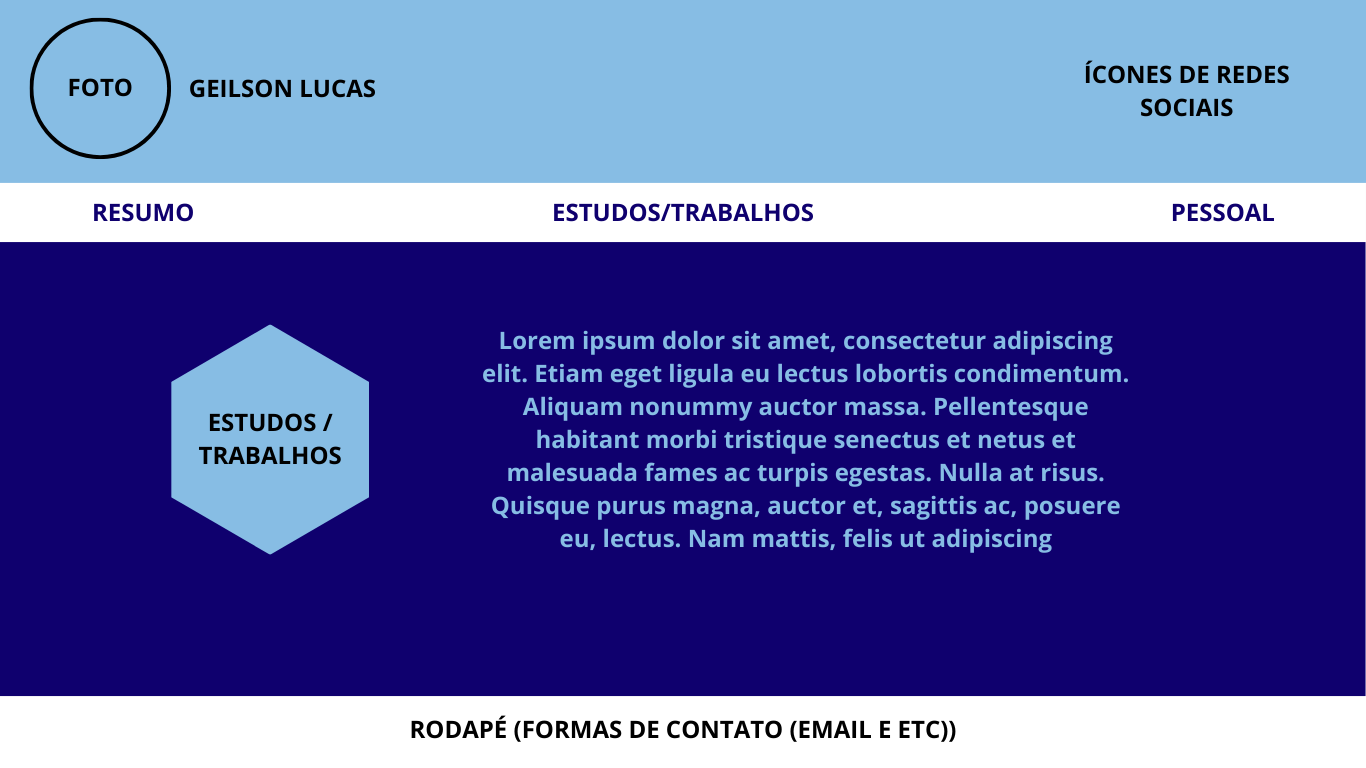 FOTO
GEILSON LUCAS
ÍCONES DE REDES
SOCIAIS
RESUMO
ESTUDOS/TRABALHOS
PESSOAL
ESTUDOS /
TRABALHOS
Lorem ipsum dolor sit amet, consectetur adipiscing
elit. Etiam eget ligula eu lectus lobortis condimentum.
Aliquam nonummy auctor massa. Pellentesque
habitant morbi tristique senectus et netus et
malesuada fames ac turpis egestas. Nulla at risus.
Quisque purus magna, auctor et, sagittis ac, posuere
eu, lectus. Nam mattis, felis ut adipiscing
RODAPÉ (FORMAS DE CONTATO (EMAIL E ETC))